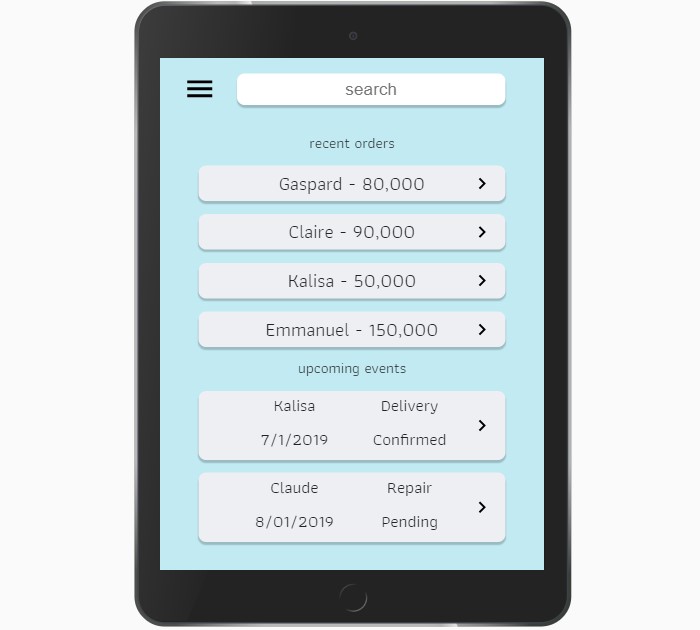 search
recent orders
Gaspard - 80,000
Claire - 90,000
Kalisa - 50,000
Emmanuel - 150,000
upcoming events
Kalisa Delivery
7/1/2019 Confirmed
Claude Repair
8/01/2019 Pending